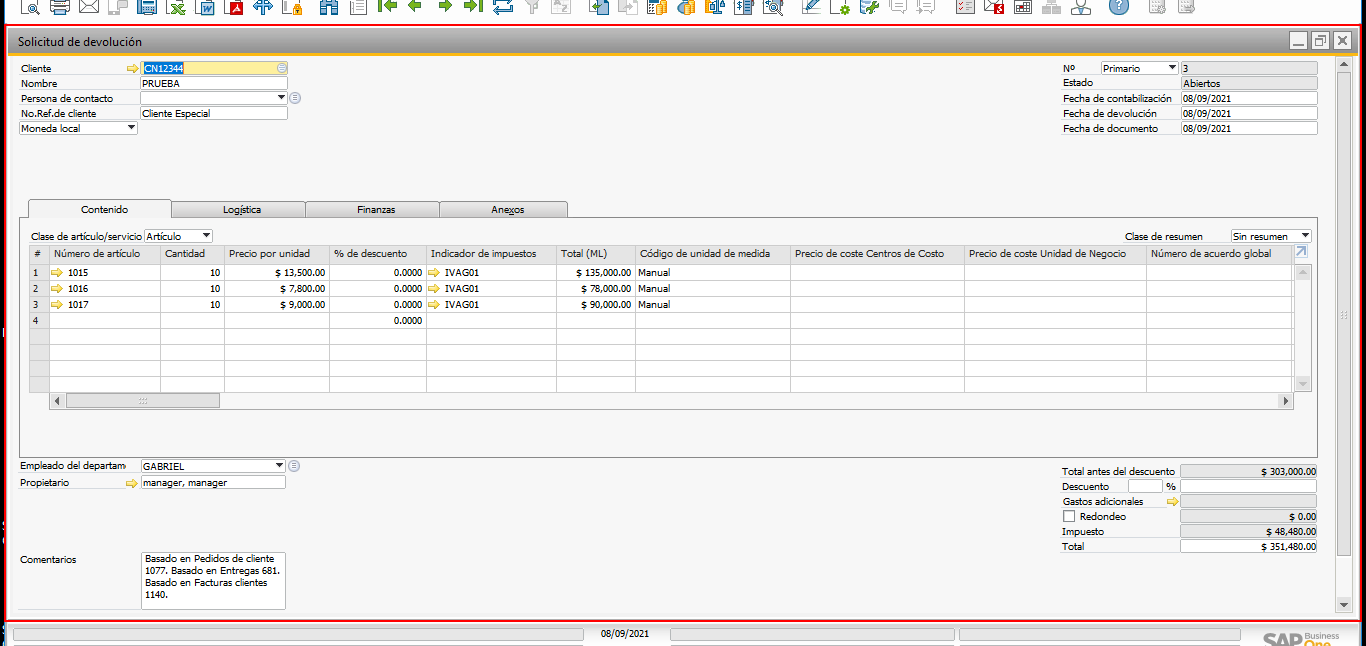 Solicitud de devolución
Cliente CN12344
Nombre PRUEBA
Persona de contacto
No.Ref.de cliente Cliente Especial
Moneda local
Nº Primario 3
Estado Abiertos
Fecha de contabilización 08/09/2021
Fecha de devolución 08/09/2021
Fecha de documento 08/09/2021
Contenido Logística Finanzas Anexos
Clase de artículo/servicio Artículo Clase de resumen Sin resumen
# Número de artículo Cantidad Precio por unidad % de descuento Indicador de impuestos Total (ML) Código de unidad de medida Precio de coste Centros de Costo Precio de coste Unidad de Negocio Número de acuerdo global
1 1015 10 $ 13,500.00 0.0000 IVAG01 $ 135,000.00 Manual
2 1016 10 $ 7,800.00 0.0000 IVAG01 $ 78,000.00 Manual
3 1017 10 $ 9,000.00 0.0000 IVAG01 $ 90,000.00 Manual
4 0.0000
Empleado del departam GABRIEL
Propietario manager, manager
Total antes del descuento $ 303,000.00
Descuento %
Gastos adicionales
Redondeo $ 0.00
Impuesto $ 48,480.00
Total $ 351,480.00
Comentarios
Basado en Pedidos de cliente
1077. Basado en Entregas 681.
Basado en Facturas clientes
1140.
08/09/2021
SAP Business
One